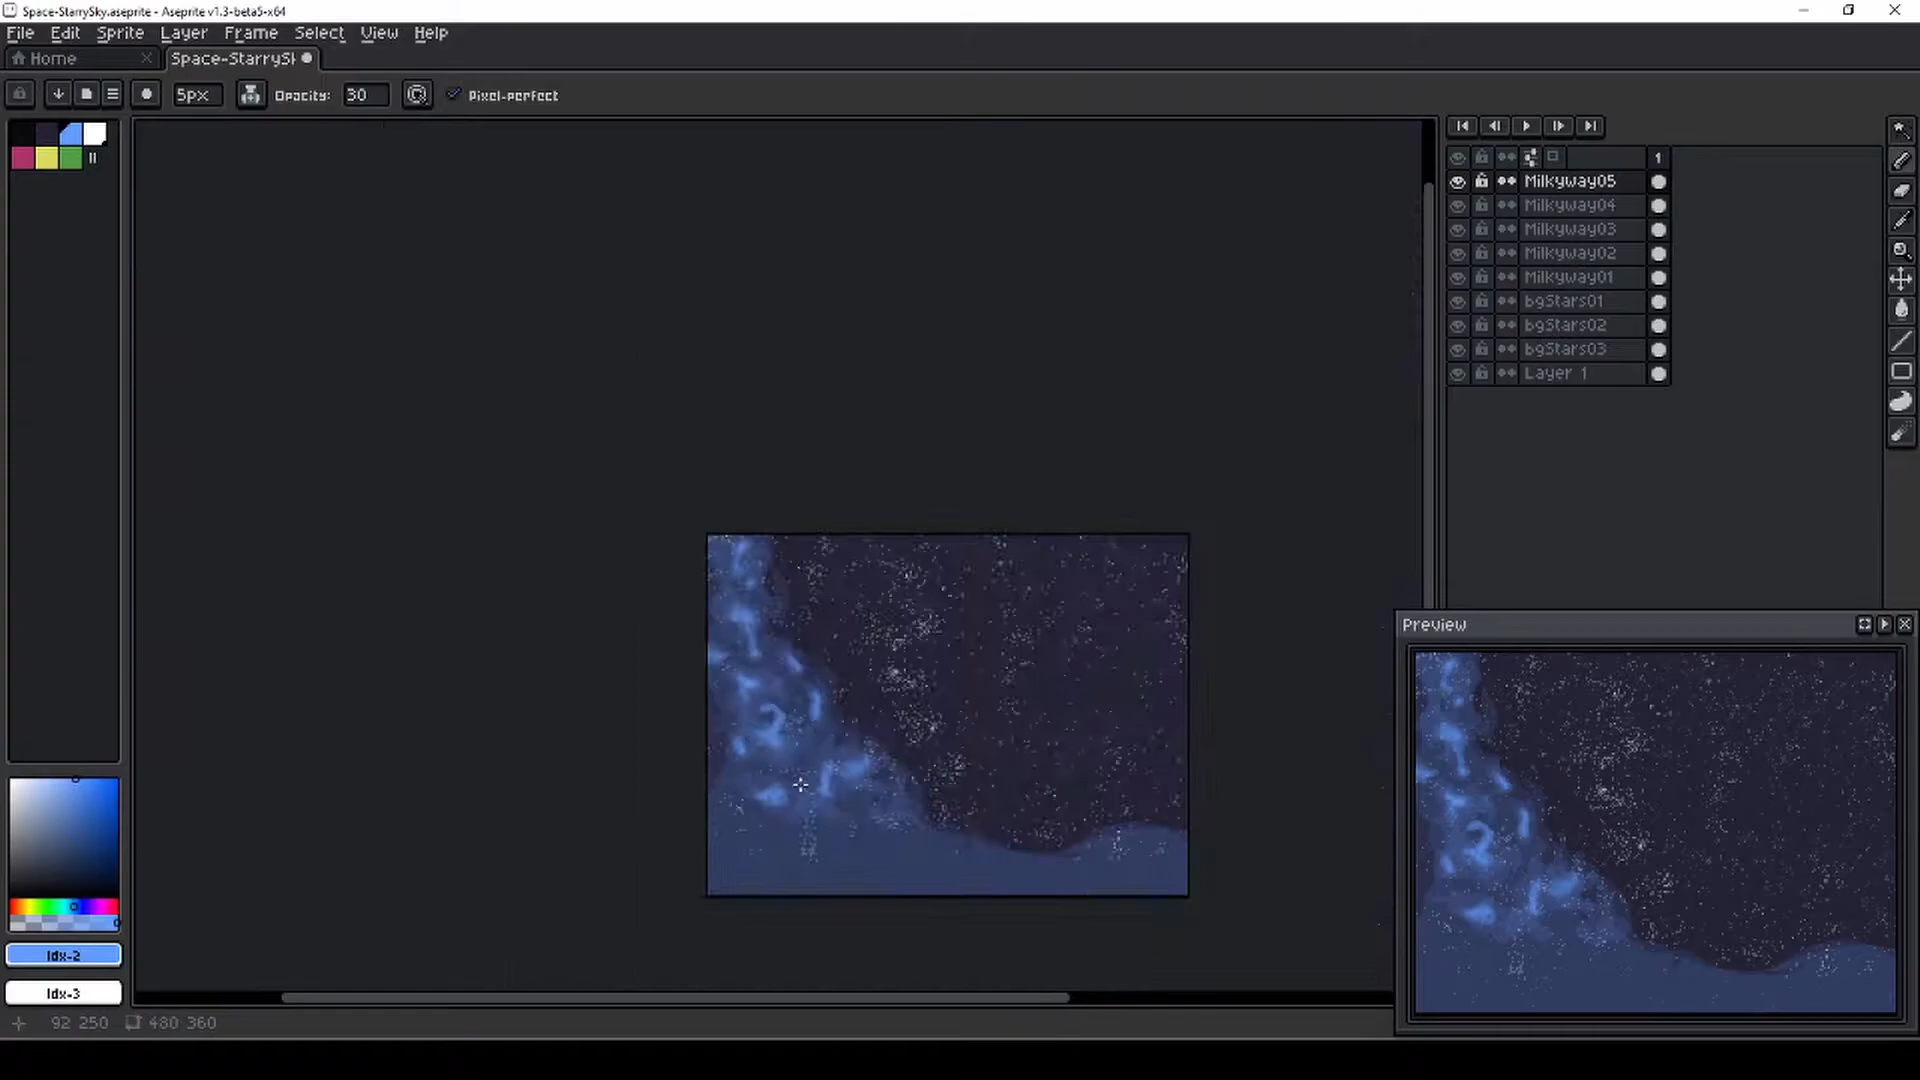 Space-StarrySky.aseprite - Aseprite v1.3-beta5-x64
File Edit Sprite Layer Frame Select View Help
Home Space-StarrySk
5px Opacity: 30 Pixel-perfect
1
Milkyway05
Milkyway04
Milkyway03
Milkyway02
Milkyway01
bgStars01
bgStars02
bgStars03
Layer 1
Preview
Idx-2
Idx-3
92 250 480 360